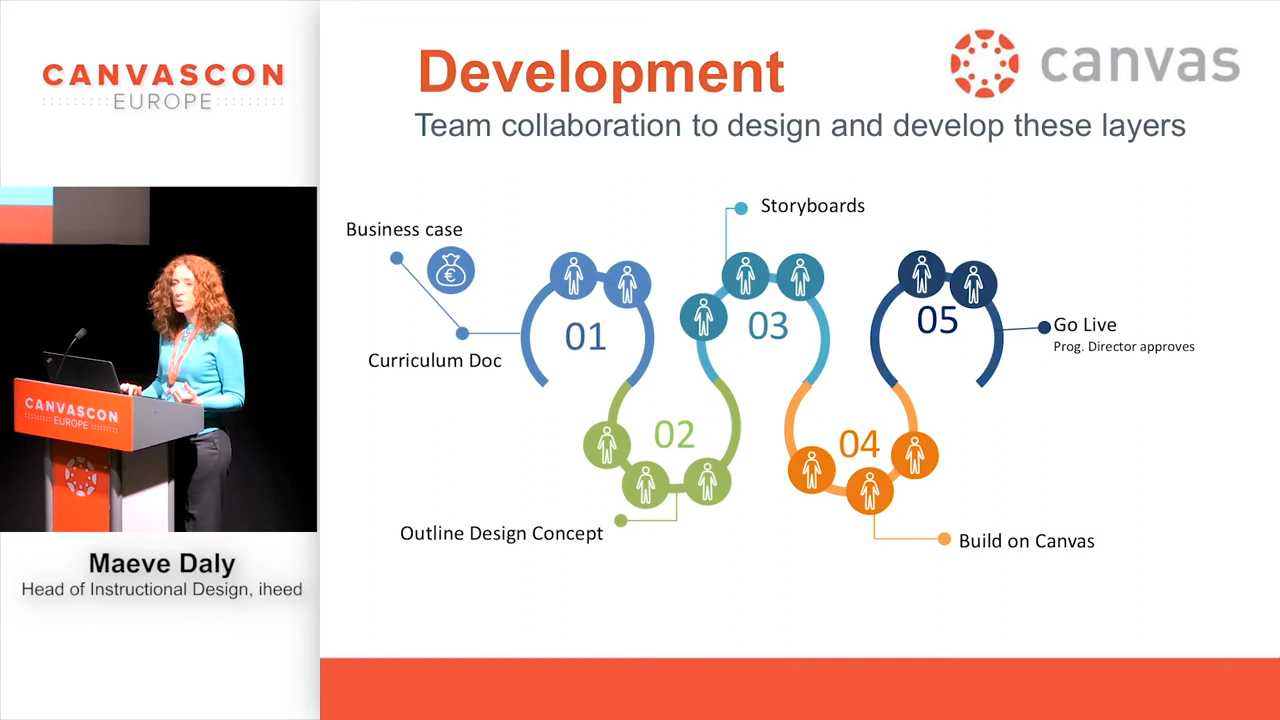 CANVASCON
EUROPE
Development
canvas
Team collaboration to design and develop these layers
Business case
€
Curriculum Doc
01
02
Outline Design Concept
Storyboards
03
04
Build on Canvas
05
Go Live
Prog. Director approves
CANVASCON
EUROPE
Maeve Daly
Head of Instructional Design, iheed